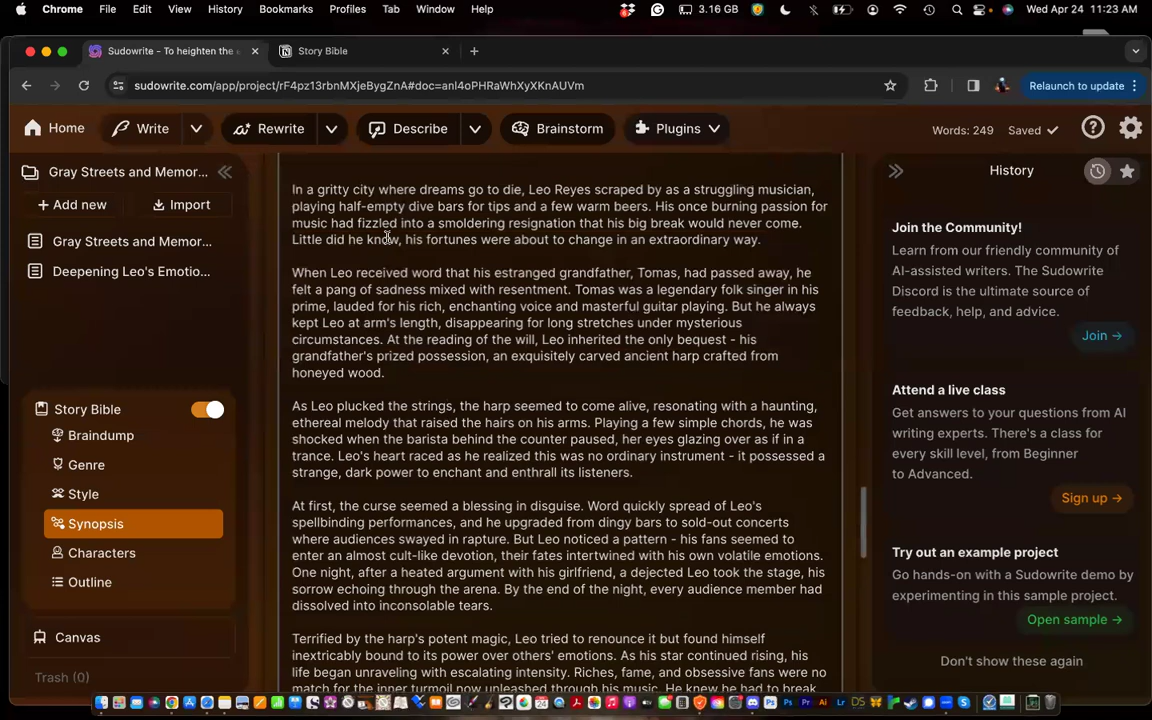 Chrome File Edit View History Bookmarks Profiles Tab Window Help 3.16 GB Wed Apr 24 11:23 AM
Sudowrite - To heighten the e
Story Bible
sudowrite.com/app/project/rF4pz13rbnMXjeBygZnA#doc=anl4oPHRaWhXyXKnAUVm
Relaunch to update
Home
Write
Rewrite
Describe
Brainstorm
Plugins
Words: 249
Saved
Gray Streets and Memor...
Add new
Import
Gray Streets and Memor...
Deepening Leo's Emotio...
Story Bible
Braindump
Genre
Style
Synopsis
Characters
Outline
Canvas
Trash (0)
In a gritty city where dreams go to die, Leo Reyes scraped by as a struggling musician,
playing half-empty dive bars for tips and a few warm beers. His once burning passion for
music had fizzled into a smoldering resignation that his big break would never come.
Little did he know, his fortunes were about to change in an extraordinary way.
When Leo received word that his estranged grandfather, Tomas, had passed away, he
felt a pang of sadness mixed with resentment. Tomas was a legendary folk singer in his
prime, lauded for his rich, enchanting voice and masterful guitar playing. But he always
kept Leo at arm's length, disappearing for long stretches under mysterious
circumstances. At the reading of the will, Leo inherited the only bequest - his
grandfather's prized possession, an exquisitely carved ancient harp crafted from
honeyed wood.
As Leo plucked the strings, the harp seemed to come alive, resonating with a haunting,
ethereal melody that raised the hairs on his arms. Playing a few simple chords, he was
shocked when the barista behind the counter paused, her eyes glazing over as if in a
trance. Leo's heart raced as he realized this was no ordinary instrument - it possessed a
strange, dark power to enchant and enthrall its listeners.
At first, the curse seemed a blessing in disguise. Word quickly spread of Leo's
spellbinding performances, and he upgraded from dingy bars to sold-out concerts
where audiences swayed in rapture. But Leo noticed a pattern - his fans seemed to
enter an almost cult-like devotion, their fates intertwined with his own volatile emotions.
One night, after a heated argument with his girlfriend, a dejected Leo took the stage, his
sorrow echoing through the arena. By the end of the night, every audience member had
dissolved into inconsolable tears.
Terrified by the harp's potent magic, Leo tried to renounce it but found himself
inextricably bound to its power over others' emotions. As his star continued rising, his
life began unraveling with escalating intensity. Riches, fame, and obsessive fans were no
match for the inner turmoil now unleashed through his music. He knew he had to break
History
Join the Community!
Learn from our friendly community
of AI-assisted writers. The Sudowrite
Discord is the ultimate source of
feedback, help, and advice.
Join →
Attend a live class
Get answers to your questions from AI
writing experts. There's a class for
every skill level, from Beginner
to Advanced.
Sign up →
Try out an example project
Go hands-on with a Sudowrite demo by
experimenting in this sample project.
Open sample →
Don't show these again